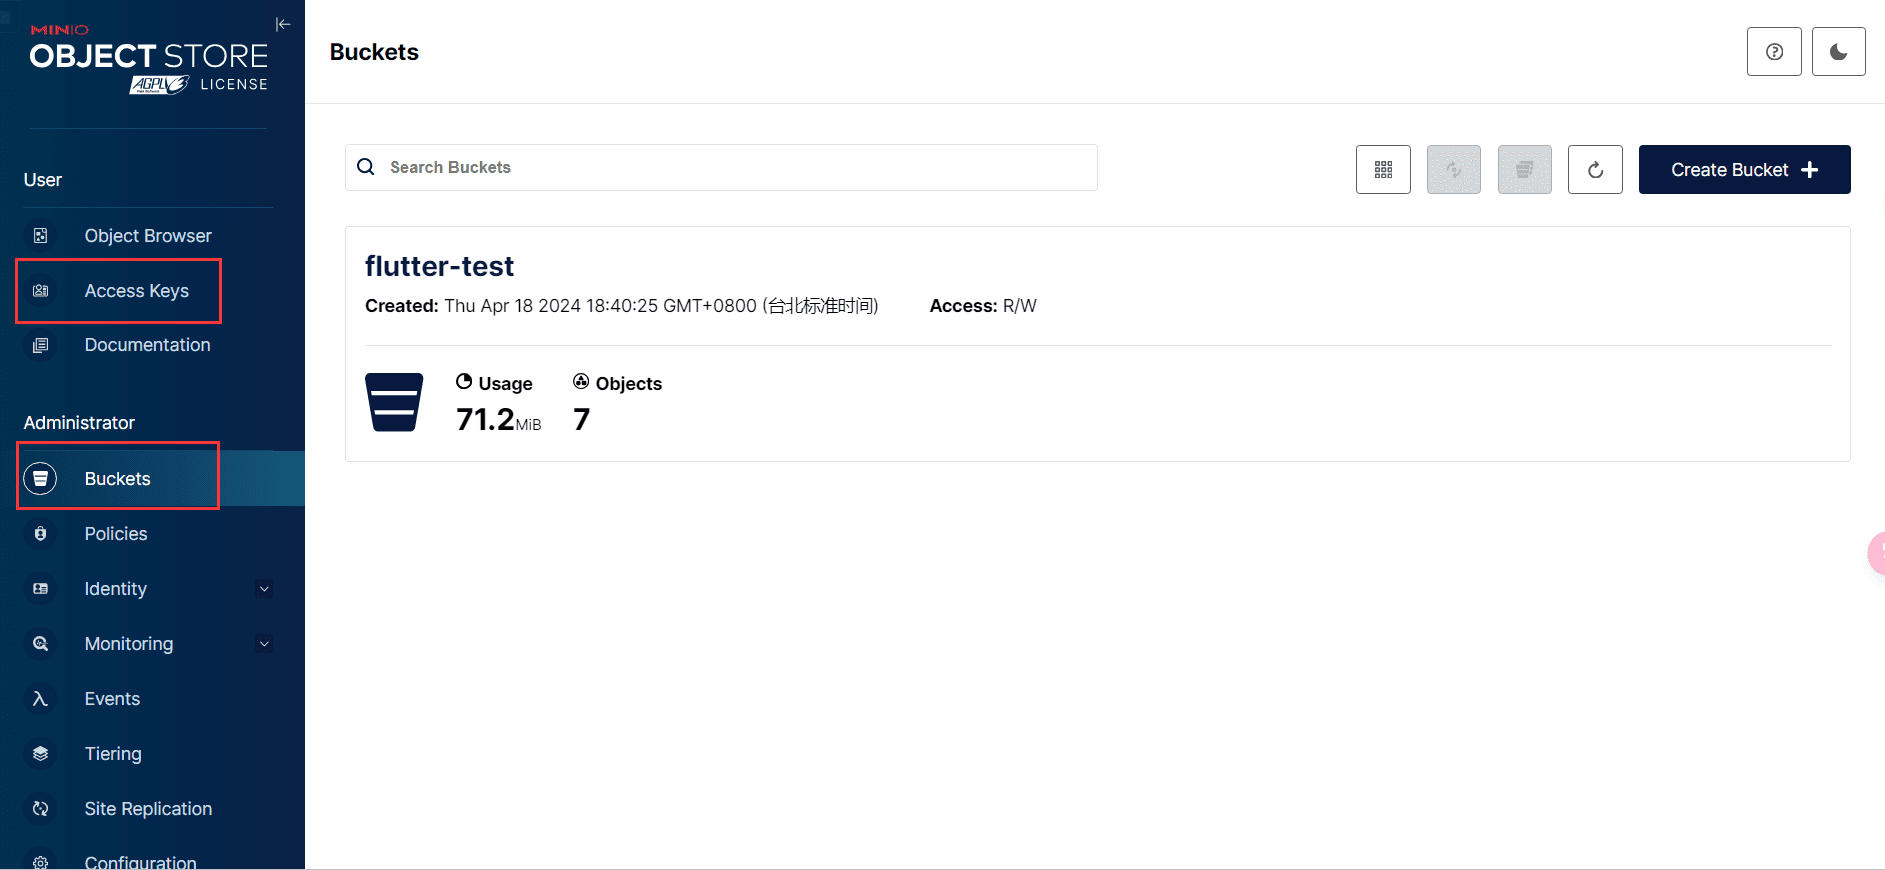 MINIO
OBJECT STORE
AGPLV3 LICENSE
User
Object Browser
Access Keys
Documentation
Administrator
Buckets
Policies
Identity
Monitoring
Events
Tiering
Site Replication
Configuration
Buckets
Search Buckets
Create Bucket
flutter-test
Created: Thu Apr 18 2024 18:40:25 GMT+0800 (台北标准时间) Access: R/W
Usage Objects
71.2MiB 7